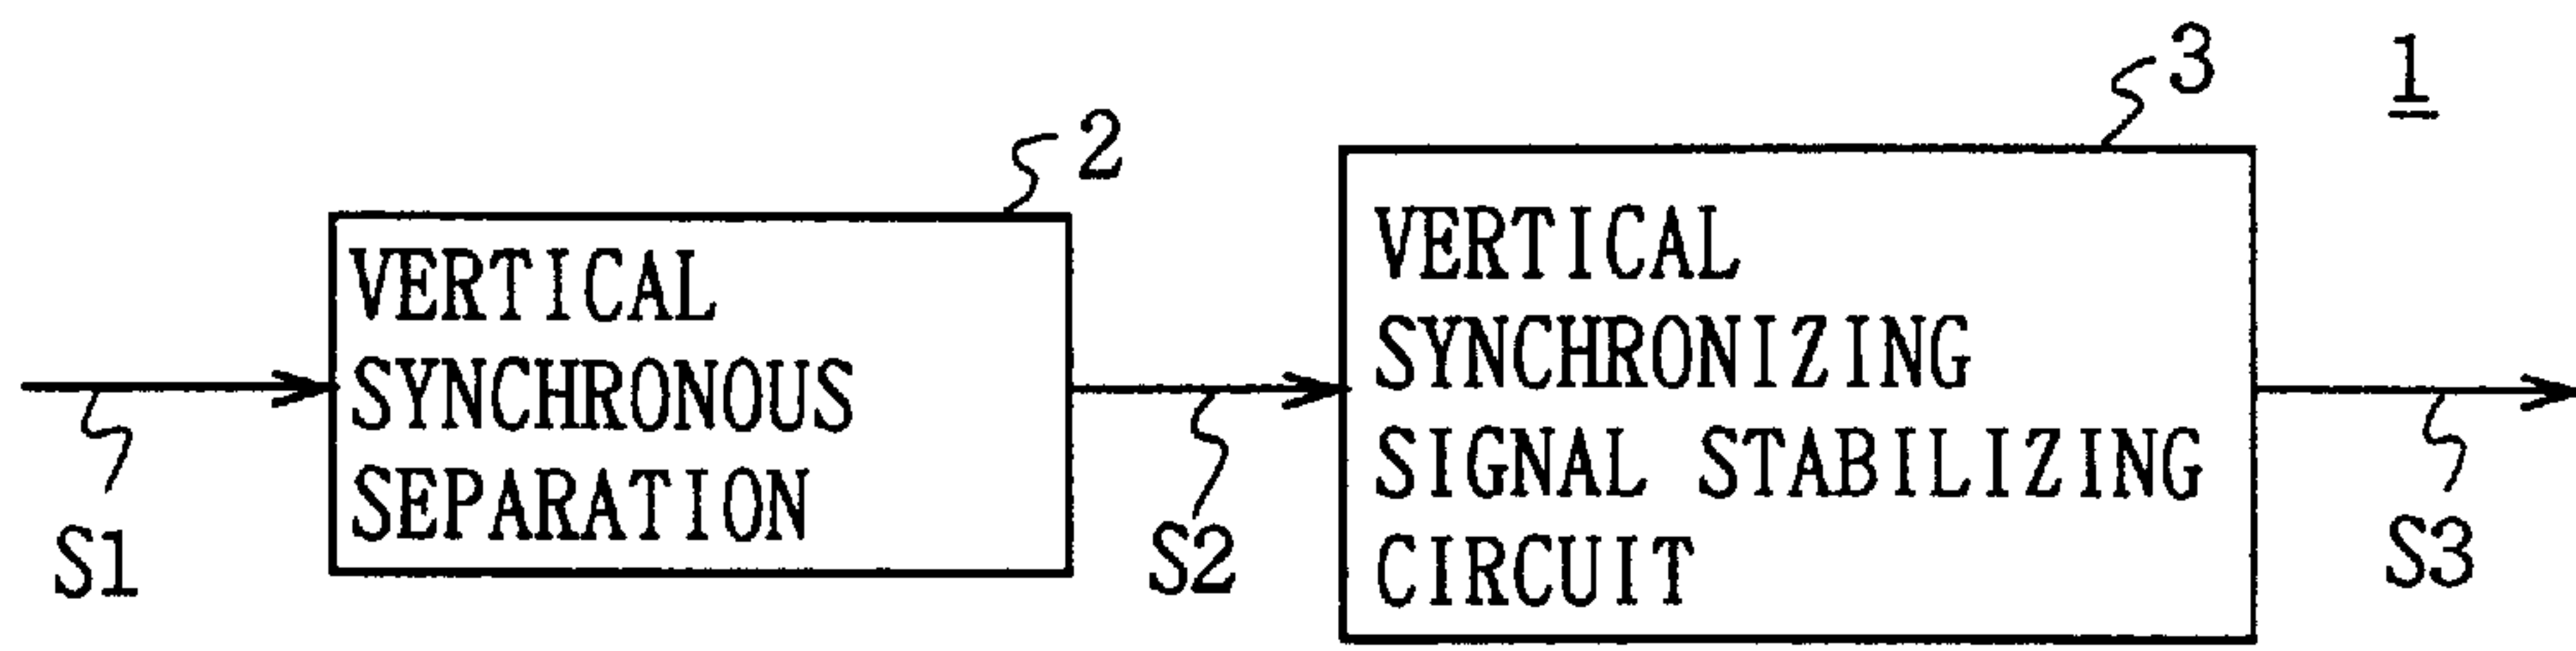 1
2
3
VERTICAL
SYNCHRONOUS
SEPARATION
VERTICAL
SYNCHRONIZING
SIGNAL STABILIZING
CIRCUIT
S1
S2
S3